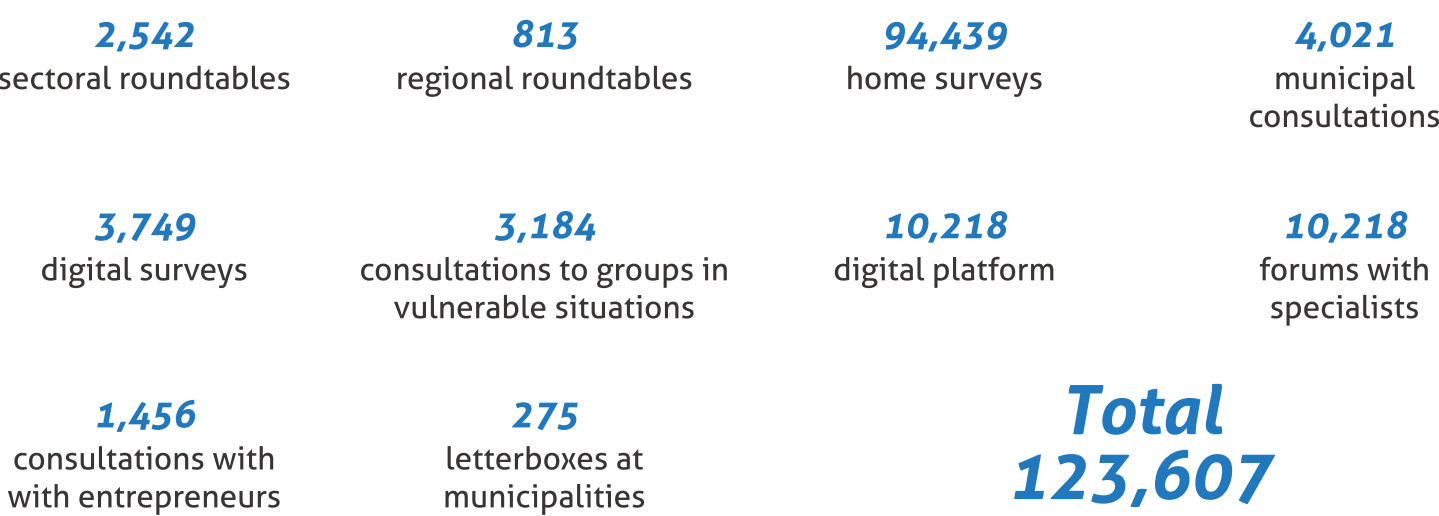 2,542
sectoral roundtables
813
regional roundtables
94,439
home surveys
4,021
municipal
consultations
3,749
digital surveys
3,184
consultations to groups in
vulnerable situations
10,218
digital platform
10,218
forums with
specialists
1,456
consultations with
with entrepreneurs
275
letterboxes at
municipalities
Total
123,607